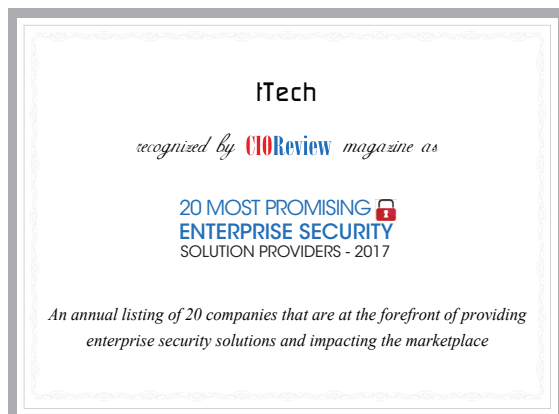 tTech
recognized by CIOReview magazine as
20 MOST PROMISING
ENTERPRISE SECURITY
SOLUTION PROVIDERS - 2017
An annual listing of 20 companies that are at the forefront of providing
enterprise security solutions and impacting the marketplace